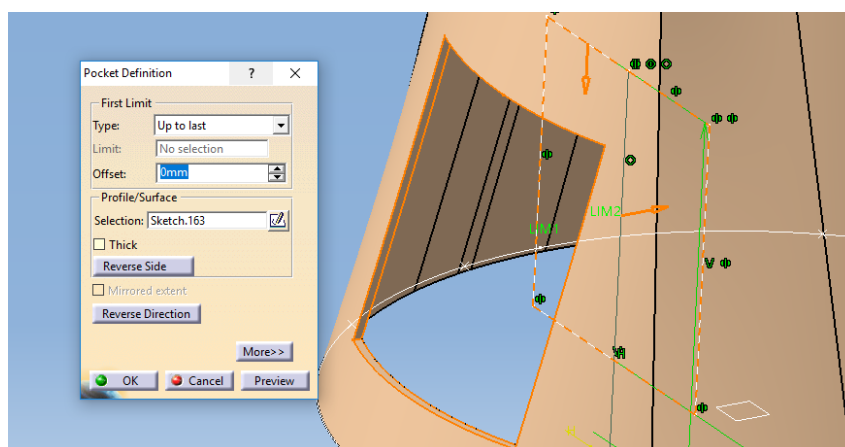 Pocket Definition ? ×
First Limit
Type: Up to last
Limit: No selection
Offset: 0mm
Profile/Surface
Selection: Sketch.163
Thick
Reverse Side
Mirrored extent
Reverse Direction
More>>
OK Cancel Preview
LIM2
LIM1
V
H
H